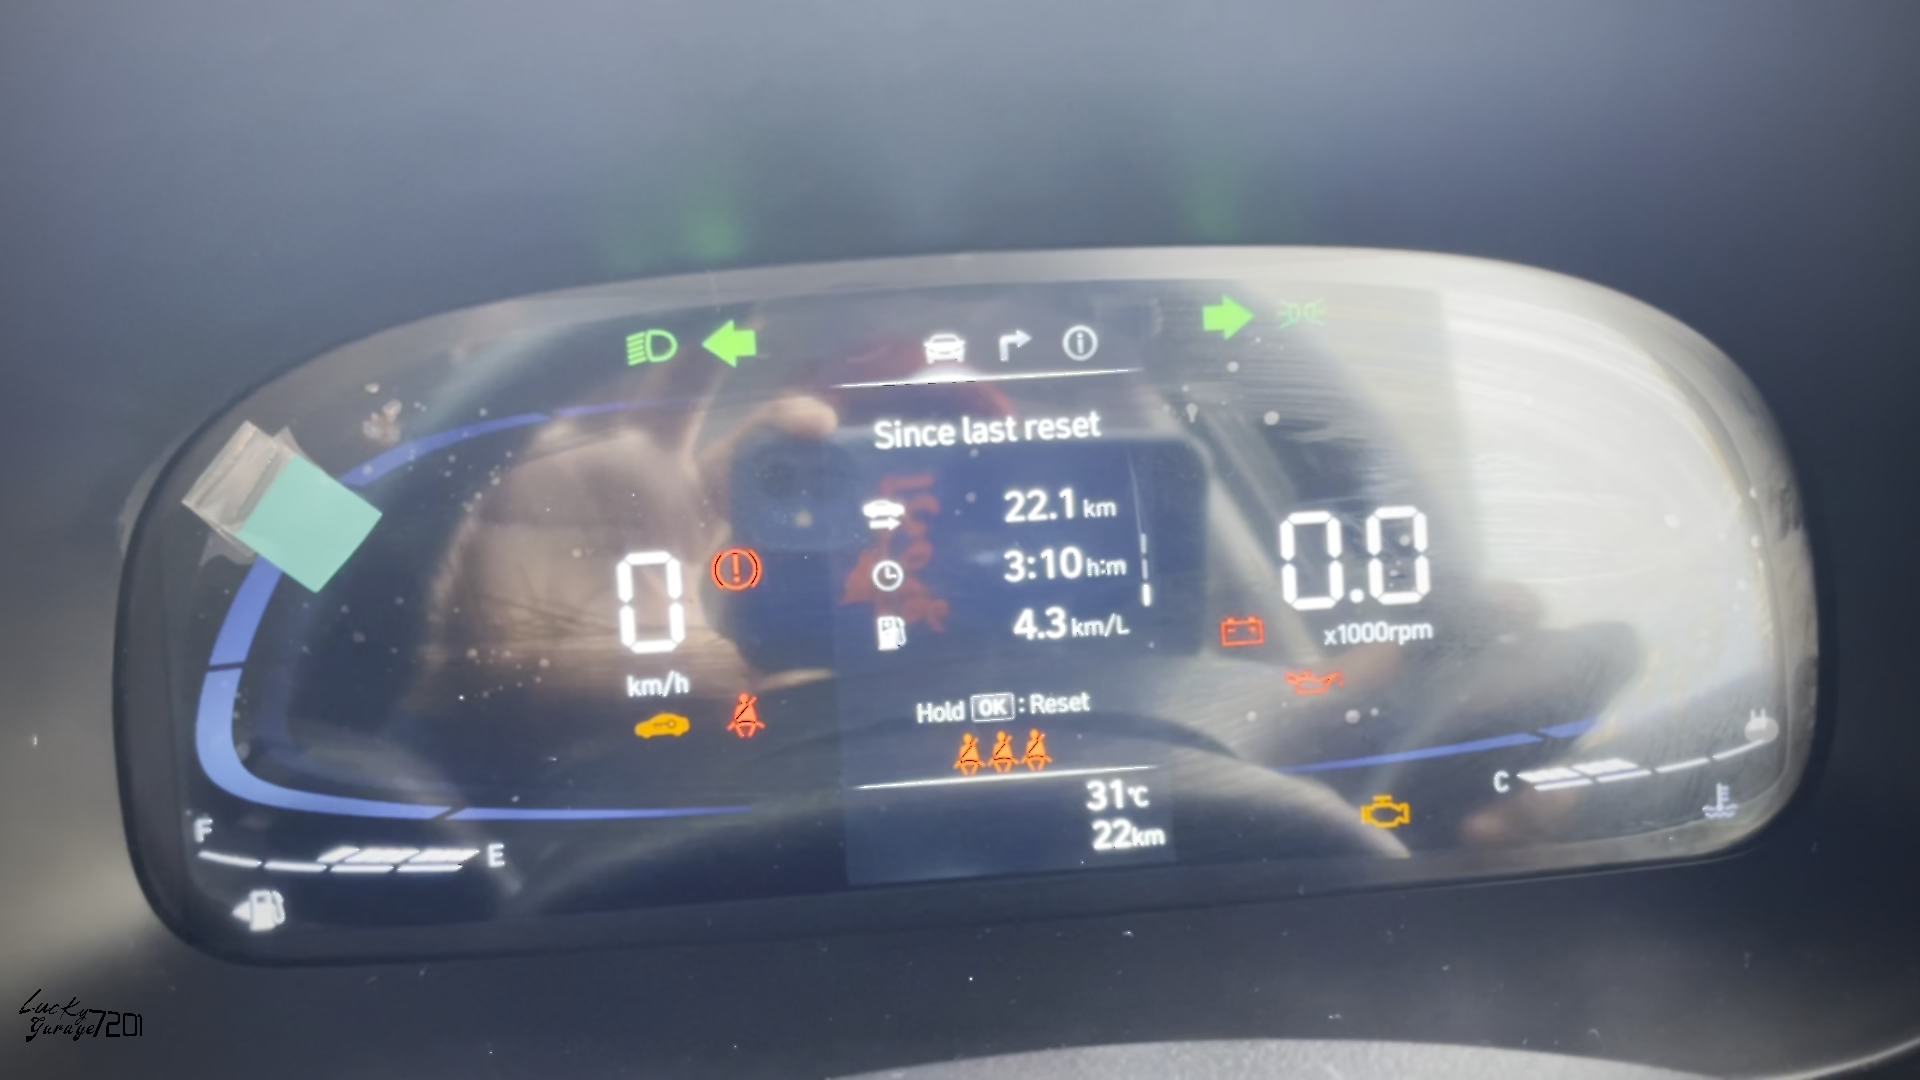 Since last reset
22.1 km
3:10 h:m
4.3 km/L
0
km/h
0.0
x1000rpm
Hold OK : Reset
31°C
22km
F
E
C
Lucky
Garage7201